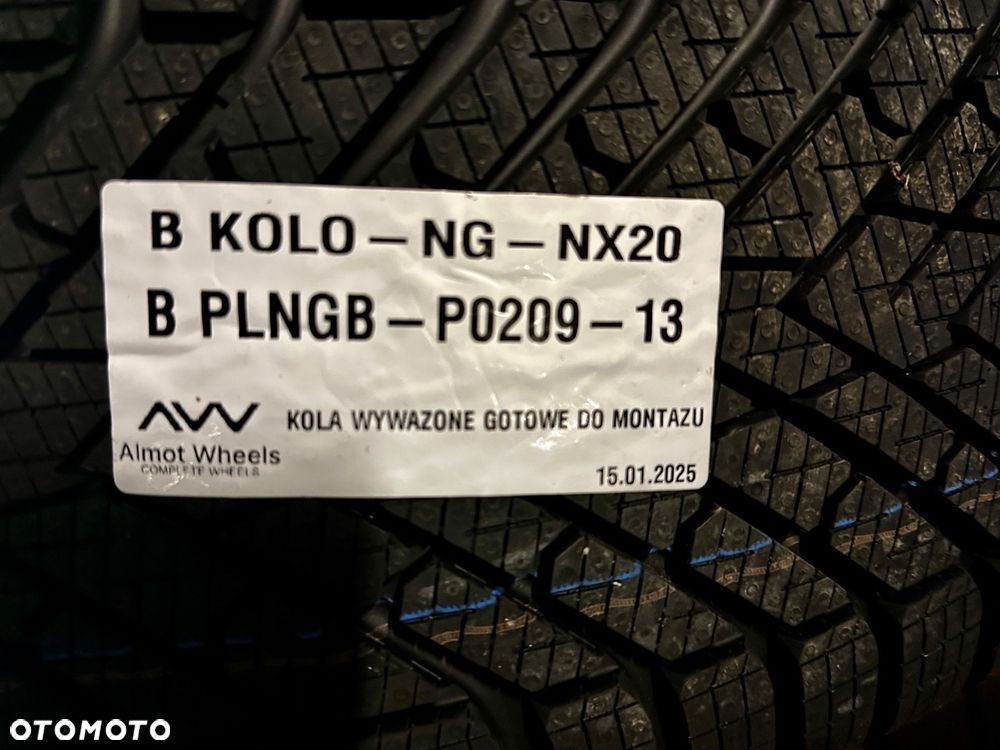 B KOLO – NG – NX20
B PLNGB – P0209 – 13
AVV
Almot Wheels
COMPLETE WHEELS
KOLA WYWAZONE GOTOWE DO MONTAZU
15.01.2025
OTOMOTO